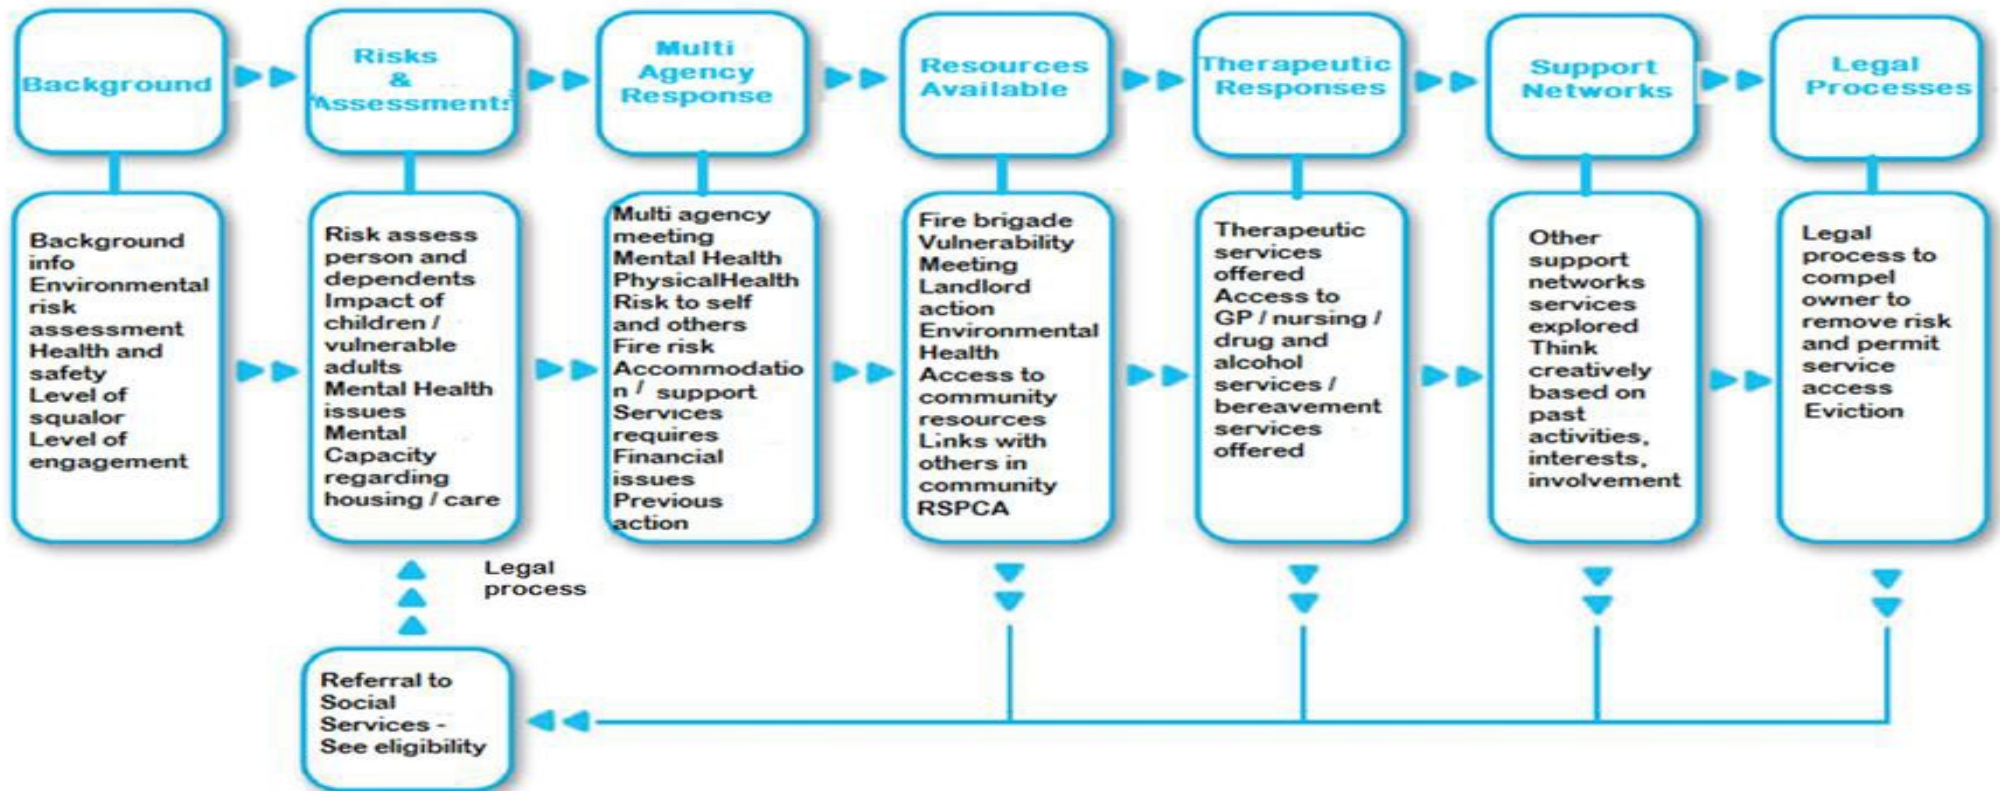 Background
Risks
&
Assessments
Multi
Agency
Response
Resources
Available
Therapeutic
Responses
Support
Networks
Legal
Processes
Background
info
Environmental
risk
assessment
Health and
safety
Level of
squalor
Level of
engagement
Risk assess
person and
dependents
Impact of
children /
vulnerable
adults
Mental Health
issues
Mental
Capacity
regarding
housing / care
Multi agency
meeting
Mental Health
PhysicalHealth
Risk to self
and others
Fire risk
Accommodatio
n / support
Services
requires
Financial
issues
Previous
action
Fire brigade
Vulnerability
Meeting
Landlord
action
Environmental
Health
Access to
community
resources
Links with
others in
community
RSPCA
Therapeutic
services
offered
Access to
GP / nursing /
drug and
alcohol
services /
bereavement
services
offered
Other
support
networks
services
explored
Think
creatively
based on
past
activities,
interests,
involvement
Legal
process to
compel
owner to
remove risk
and permit
service
access
Eviction
Legal
process
Referral to
Social
Services -
See eligibility